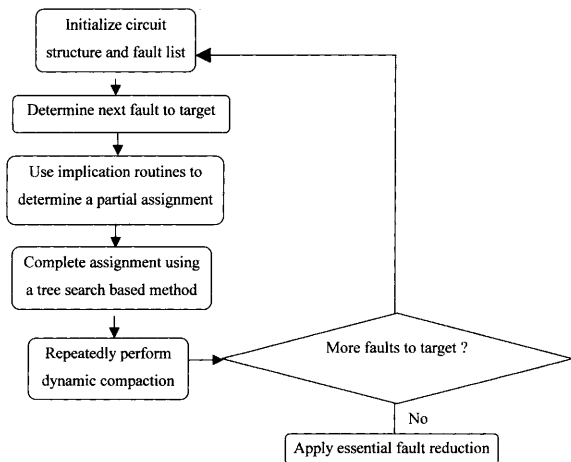 Initialize circuit
structure and fault list
Determine next fault to target
Use implication routines to
determine a partial assignment
Complete assignment using
a tree search based method
Repeatedly perform
dynamic compaction
More faults to target ?
No
Apply essential fault reduction